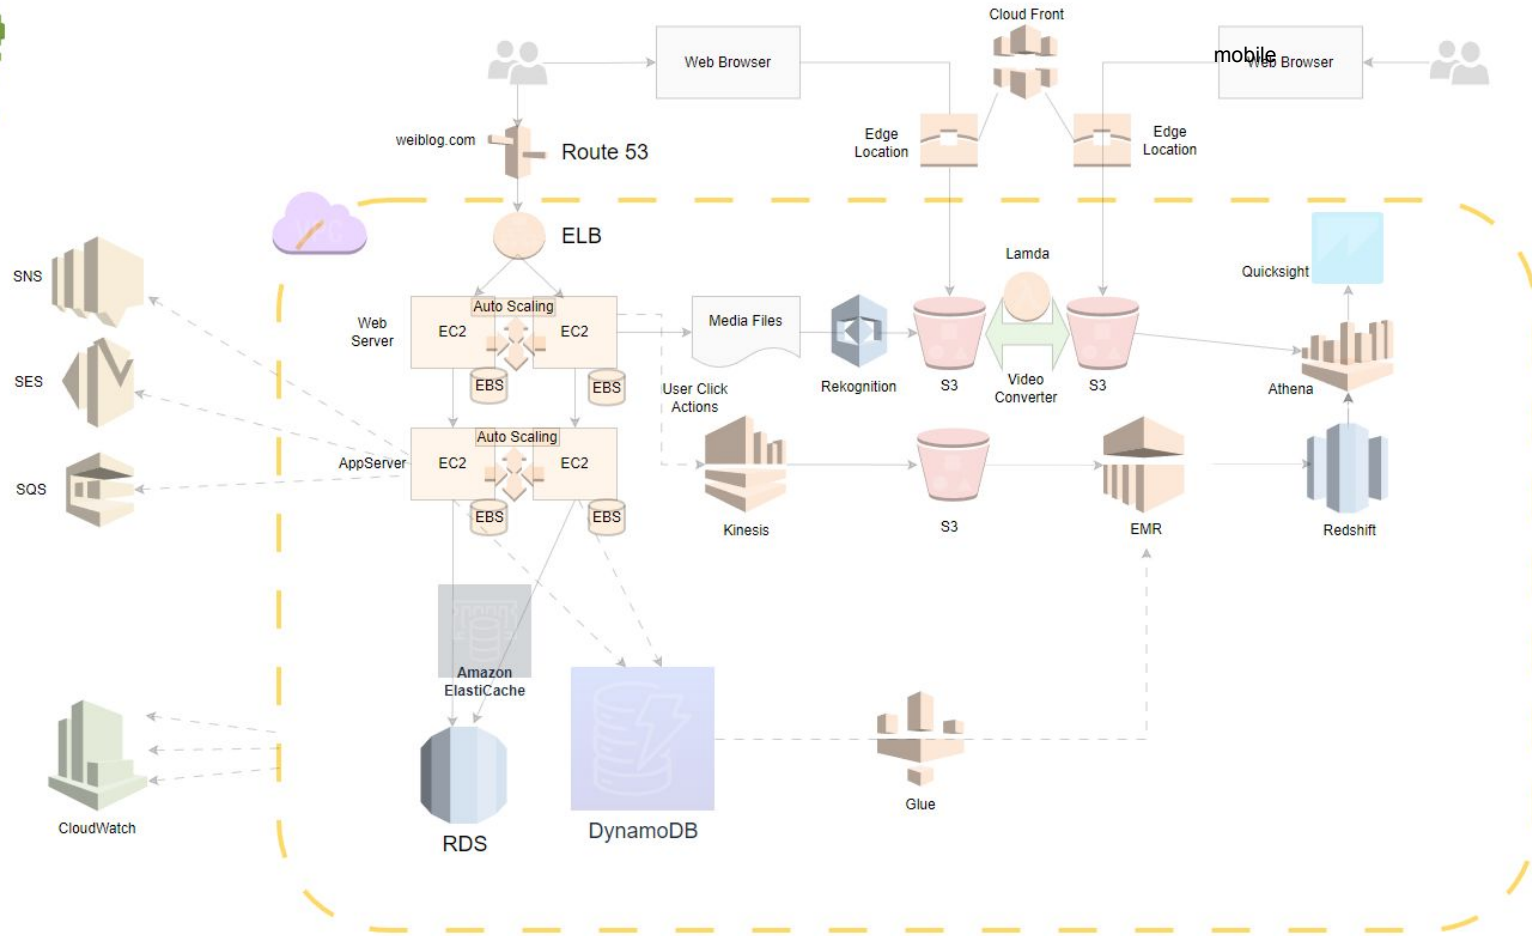 Cloud Front
Web Browser
mobile
Web Browser
weiblog.com
Route 53
Edge
Location
Edge
Location
VPC
ELB
SNS
Lamda
Quicksight
Auto Scaling
Web
Server
EC2
EC2
Media Files
SES
EBS
EBS
User Click
Actions
Rekognition
S3
Video
Converter
S3
Athena
Auto Scaling
AppServer
EC2
EC2
SQS
EBS
EBS
Kinesis
S3
EMR
Redshift
Amazon
ElastiCache
CloudWatch
RDS
DynamoDB
Glue